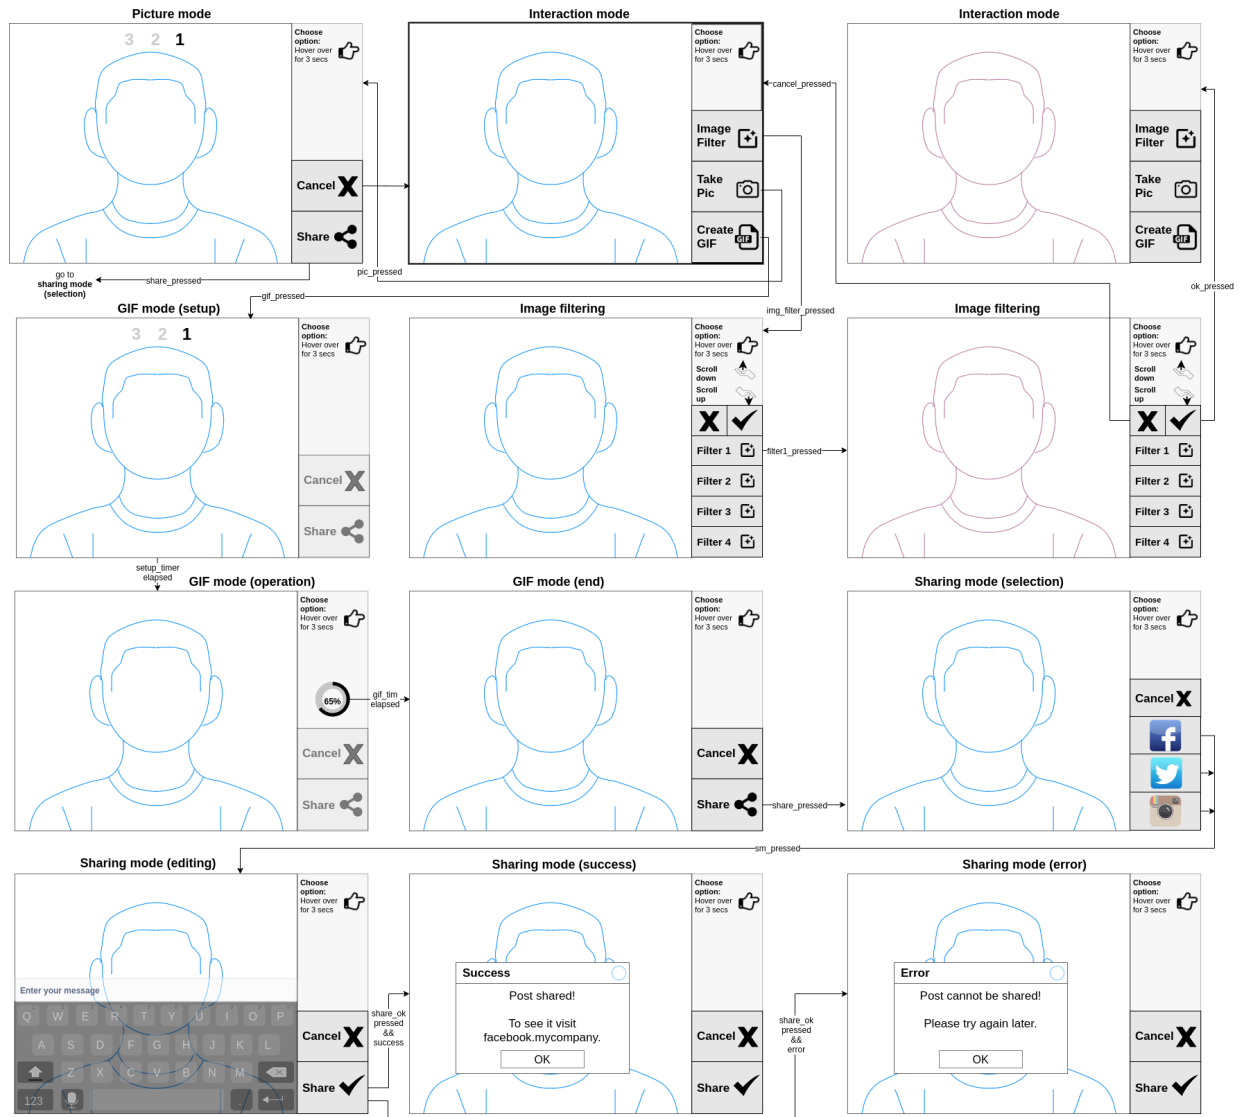 Picture mode
3 2 1
Choose
option:
Hover over
for 3 secs
Cancel
Share
go to
sharing mode
(selection)
share_pressed
Interaction mode
Choose
option:
Hover over
for 3 secs
Image
Filter
Take
Pic
Create
GIF
GIF
pic_pressed
cancel_pressed
Interaction mode
Choose
option:
Hover over
for 3 secs
Image
Filter
Take
Pic
Create
GIF
GIF
ok_pressed
gif_pressed
img_filter_pressed
GIF mode (setup)
3 2 1
Choose
option:
Hover over
for 3 secs
Cancel
Share
setup_timer
elapsed
Image filtering
Choose
option:
Hover over
for 3 secs
Scroll
down
Scroll
up
Filter 1
Filter 2
Filter 3
Filter 4
filter1_pressed
Image filtering
Choose
option:
Hover over
for 3 secs
Scroll
down
Scroll
up
Filter 1
Filter 2
Filter 3
Filter 4
GIF mode (operation)
Choose
option:
Hover over
for 3 secs
65%
Cancel
Share
gif_tim
elapsed
GIF mode (end)
Choose
option:
Hover over
for 3 secs
Cancel
Share
share_pressed
Sharing mode (selection)
Choose
option:
Hover over
for 3 secs
Cancel
f
sm_pressed
Sharing mode (editing)
Choose
option:
Hover over
for 3 secs
Enter your message
Q W E R T Y U I O P
A S D F G H J K L
Z X C V B N M
123 .
Cancel
Share
share_ok
pressed
&&
success
Sharing mode (success)
Choose
option:
Hover over
for 3 secs
Success
Post shared!
To see it visit
facebook.mycompany.
OK
Cancel
Share
share_ok
pressed
&&
error
Sharing mode (error)
Choose
option:
Hover over
for 3 secs
Error
Post cannot be shared!
Please try again later.
OK
Cancel
Share